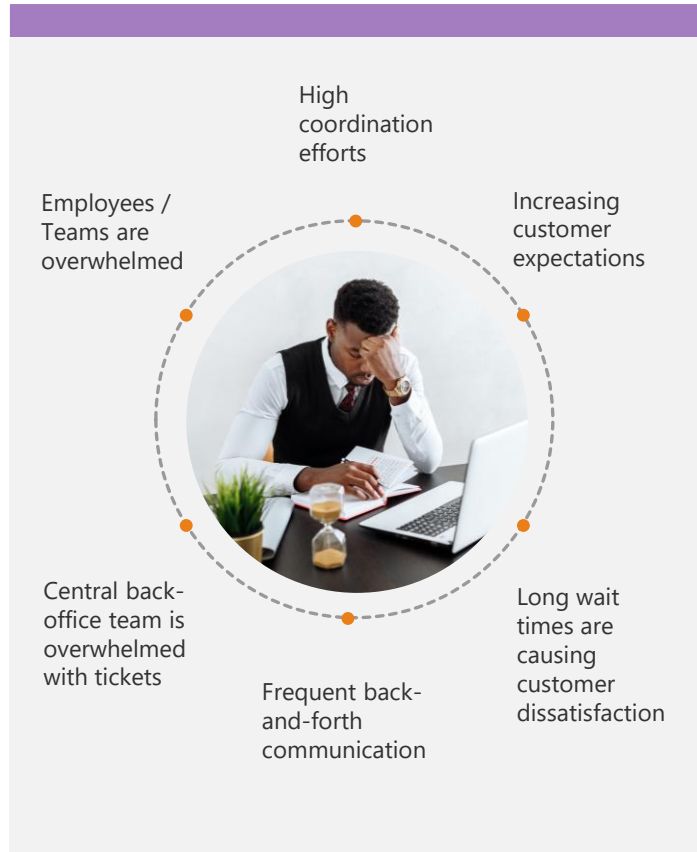 High
coordination
efforts
Increasing
customer
expectations
Long wait
times are
causing
customer
dissatisfaction
Frequent back-
and-forth
communication
Central back-
office team is
overwhelmed
with tickets
Employees /
Teams are
overwhelmed